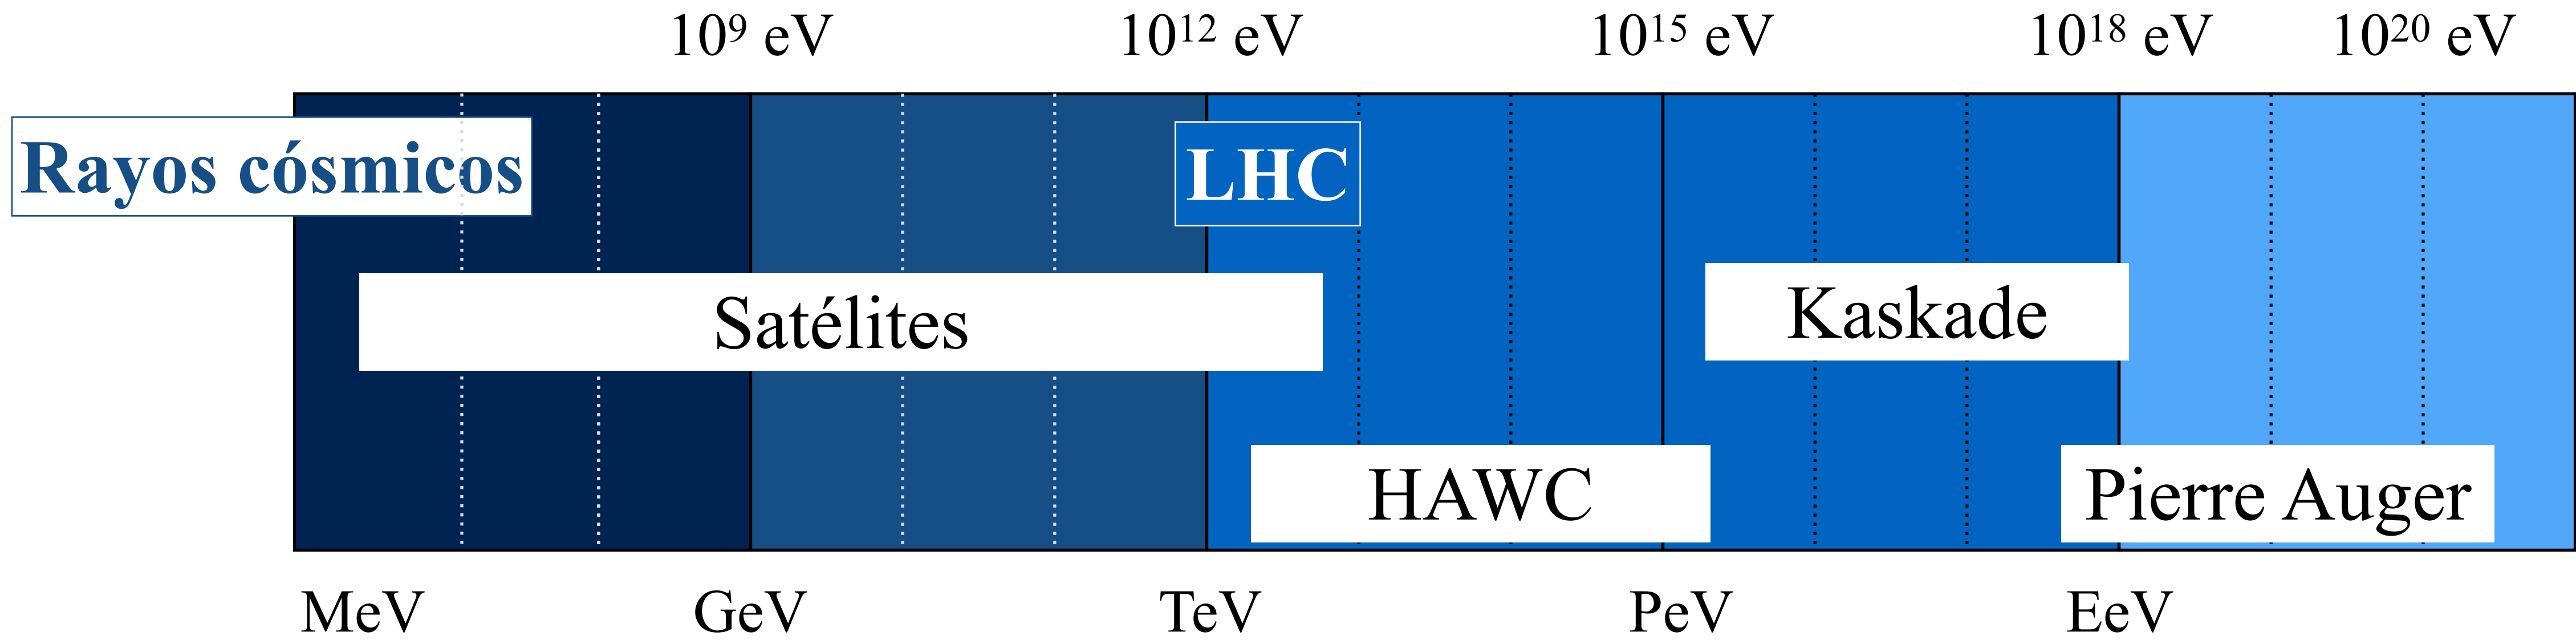 10⁹ eV 10¹² eV 10¹⁵ eV 10¹⁸ eV 10²⁰ eV
Rayos cósmicos LHC
Satélites Kaskade
HAWC Pierre Auger
MeV GeV TeV PeV EeV